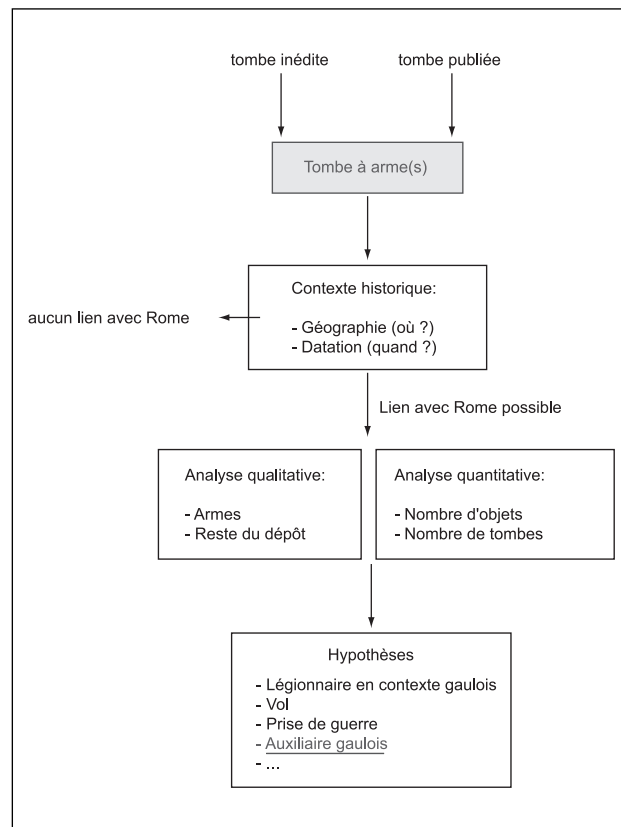 tombe inédite
tombe publiée
Tombe à arme(s)
Contexte historique:
- Géographie (où ?)
- Datation (quand ?)
aucun lien avec Rome
Lien avec Rome possible
Analyse qualitative:
- Armes
- Reste du dépôt
Analyse quantitative:
- Nombre d'objets
- Nombre de tombes
Hypothèses
- Légionnaire en contexte gaulois
- Vol
- Prise de guerre
- Auxiliaire gaulois
- ...